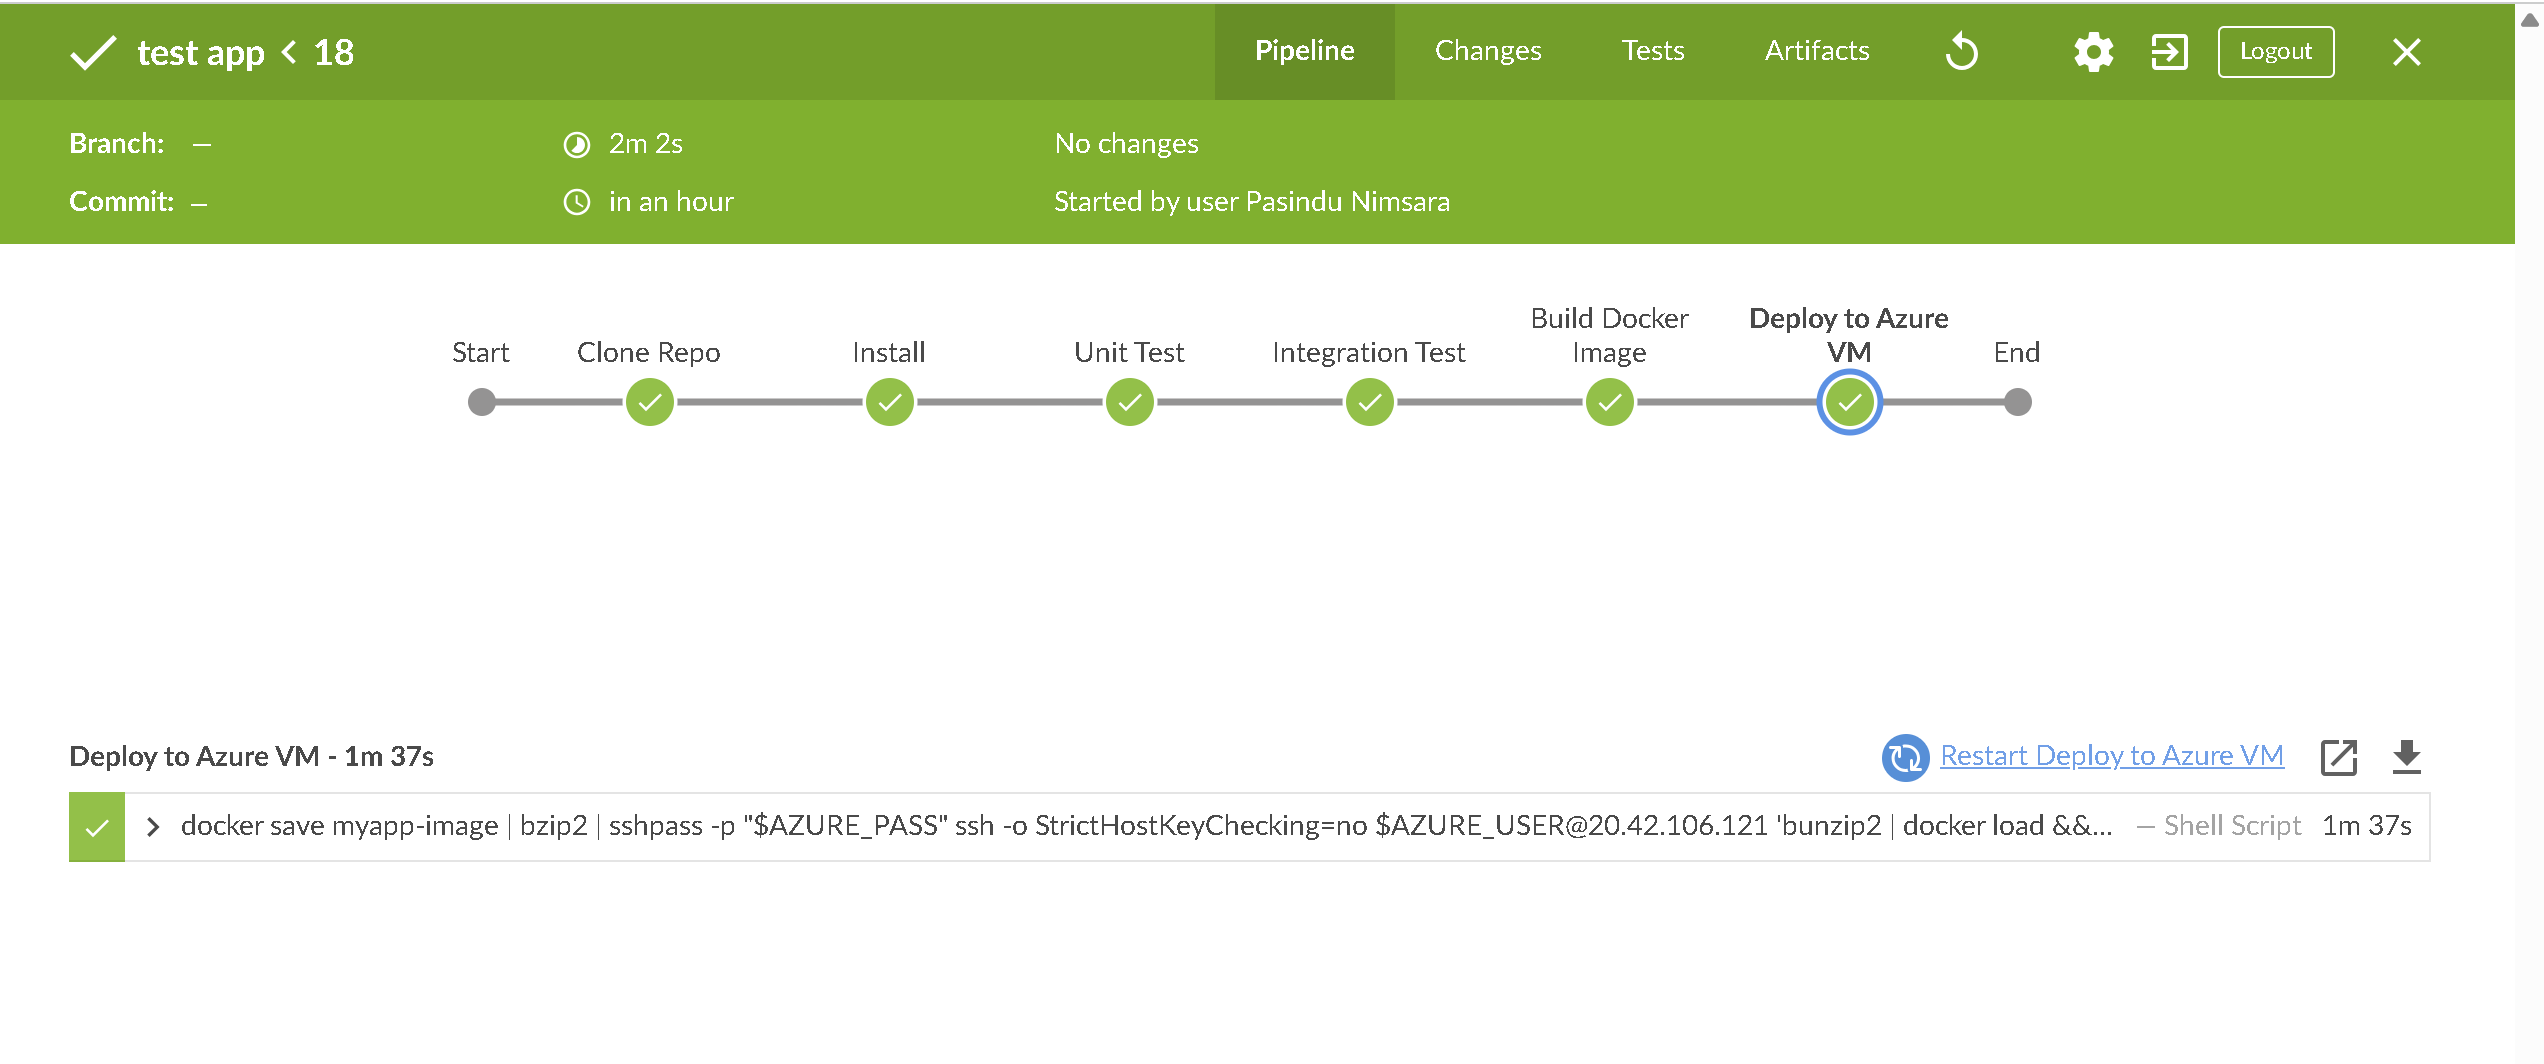 test app < 18
Pipeline
Changes
Tests
Artifacts
Logout
Branch: —
2m 2s
No changes
Commit: —
in an hour
Started by user Pasindu Nimsara
Start
Clone Repo
Install
Unit Test
Integration Test
Build Docker
Image
Deploy to Azure
VM
End
Deploy to Azure VM - 1m 37s
Restart Deploy to Azure VM
docker save myapp-image | bzip2 | sshpass -p "$AZURE_PASS" ssh -o StrictHostKeyChecking=no $AZURE_USER@20.42.106.121 'bunzip2 | docker load &&... — Shell Script 1m 37s